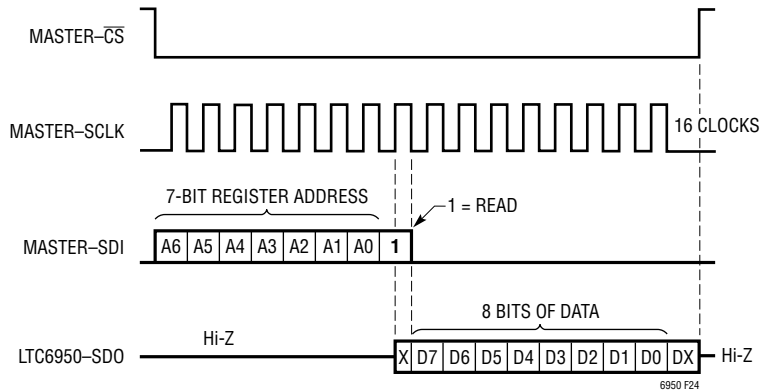 MASTER–C̅S̅
MASTER–SCLK
16 CLOCKS
7-BIT REGISTER ADDRESS
1 = READ
MASTER–SDI
A6 A5 A4 A3 A2 A1 A0 1
8 BITS OF DATA
Hi-Z
LTC6950–SDO
X D7 D6 D5 D4 D3 D2 D1 D0 DX
Hi-Z
6950 F24